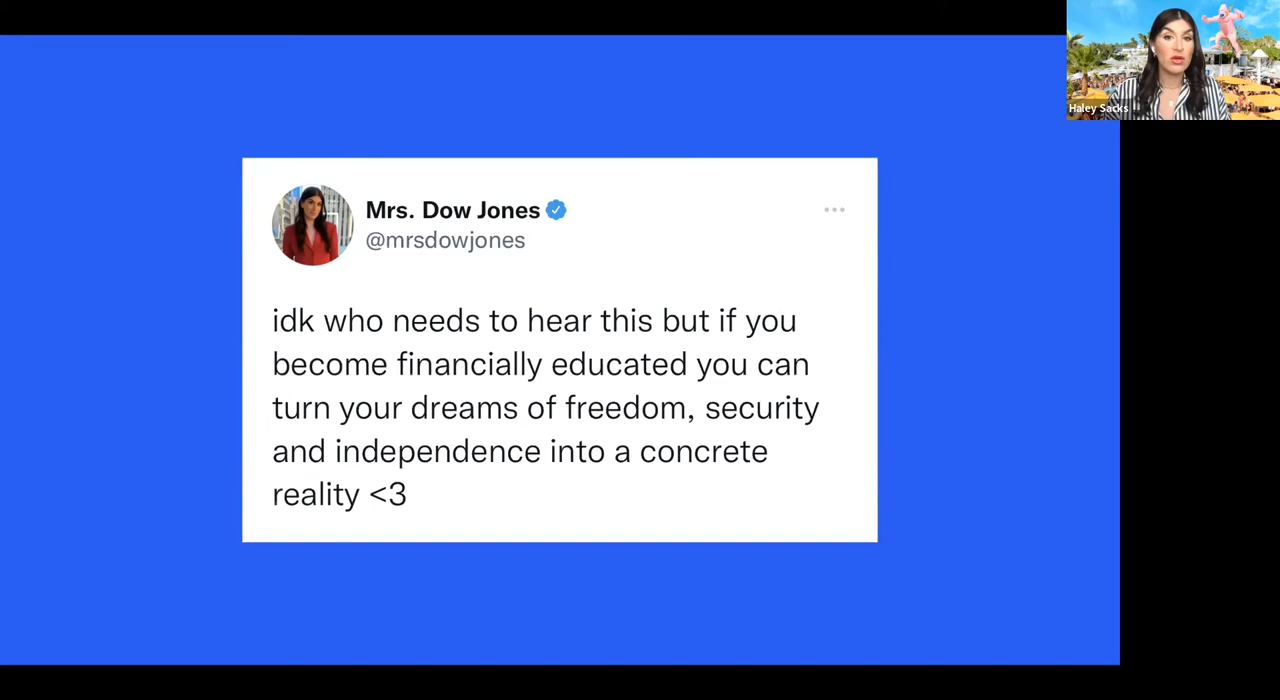 Haley Sacks
Mrs. Dow Jones
@mrsdowjones
idk who needs to hear this but if you
become financially educated you can
turn your dreams of freedom, security
and independence into a concrete
reality <3